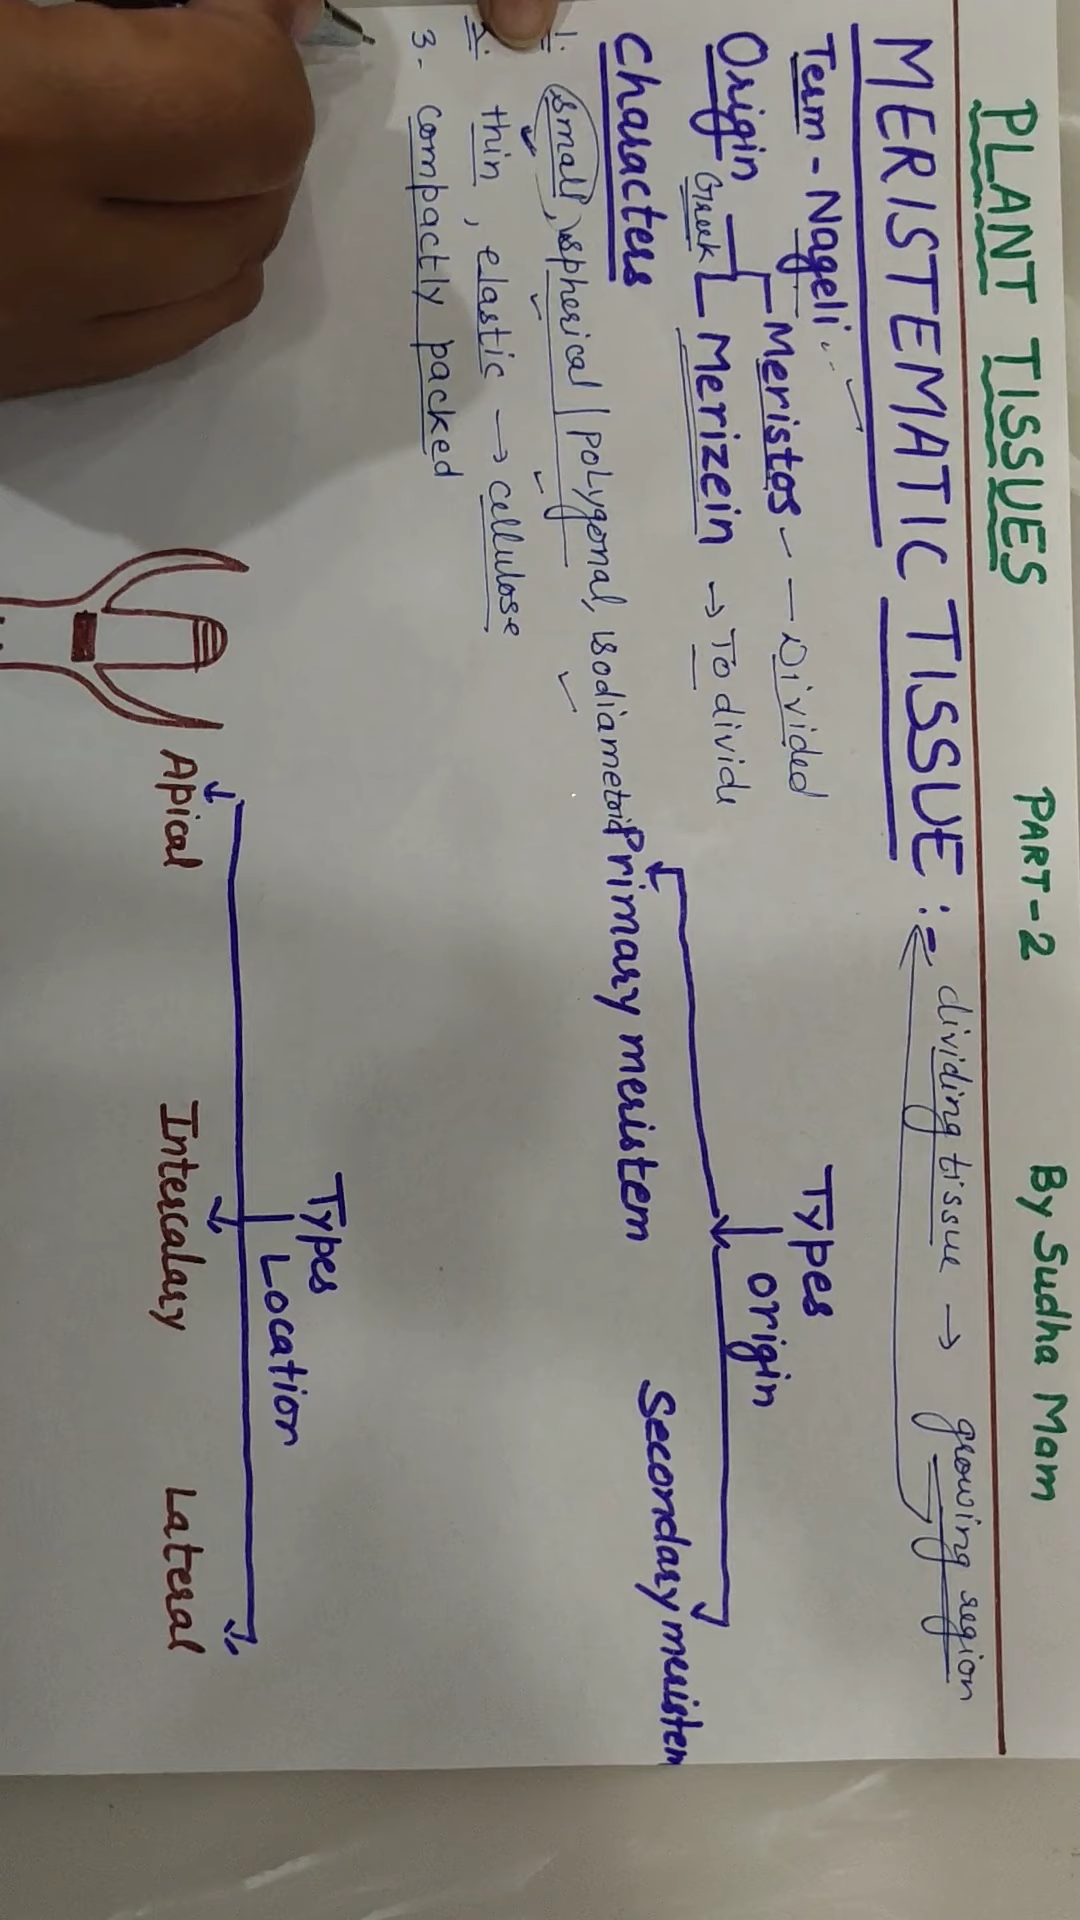 PLANT TISSUES PART-2 By Sudha Mam
MERISTEMATIC TISSUE :- dividing tissue → growing region
Term - Nageli
Origin Meristos - Divided
Greek Merizein → To divide
Characters
1. small, spherical | polygonal, isodiametric
2. thin, elastic → cellulose
3. compactly packed
Types
origin
Primary meristem Secondary meristem
Types
Location
Apical Intercalary Lateral